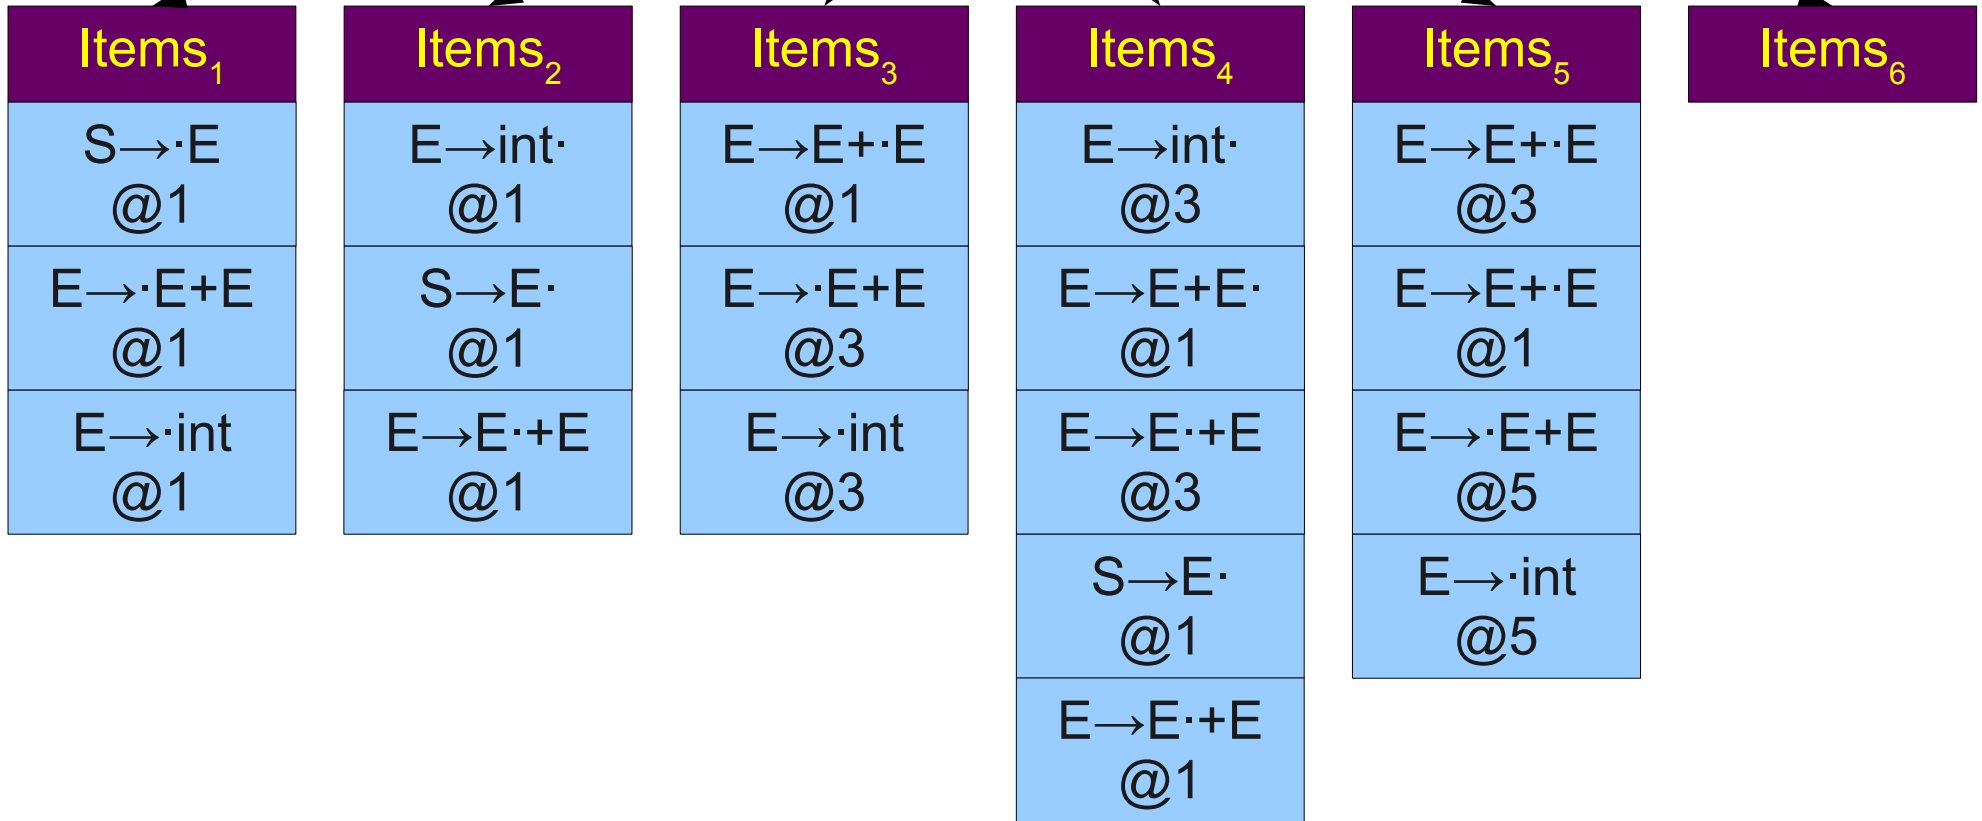 Items₁
S→·E
@1
E→·E+E
@1
E→·int
@1
Items₂
E→int·
@1
S→E·
@1
E→E·+E
@1
Items₃
E→E+·E
@1
E→·E+E
@3
E→·int
@3
Items₄
E→int·
@3
E→E+E·
@1
E→E·+E
@3
S→E·
@1
E→E·+E
@1
Items₅
E→E+·E
@3
E→E+·E
@1
E→·E+E
@5
E→·int
@5
Items₆